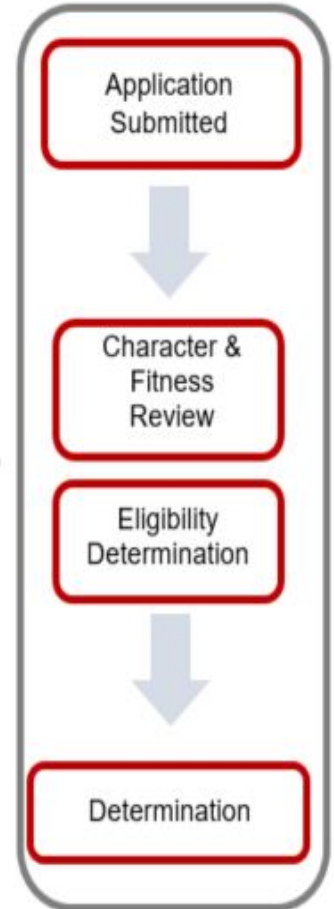 Application
Submitted
Character &
Fitness
Review
Eligibility
Determination
Determination